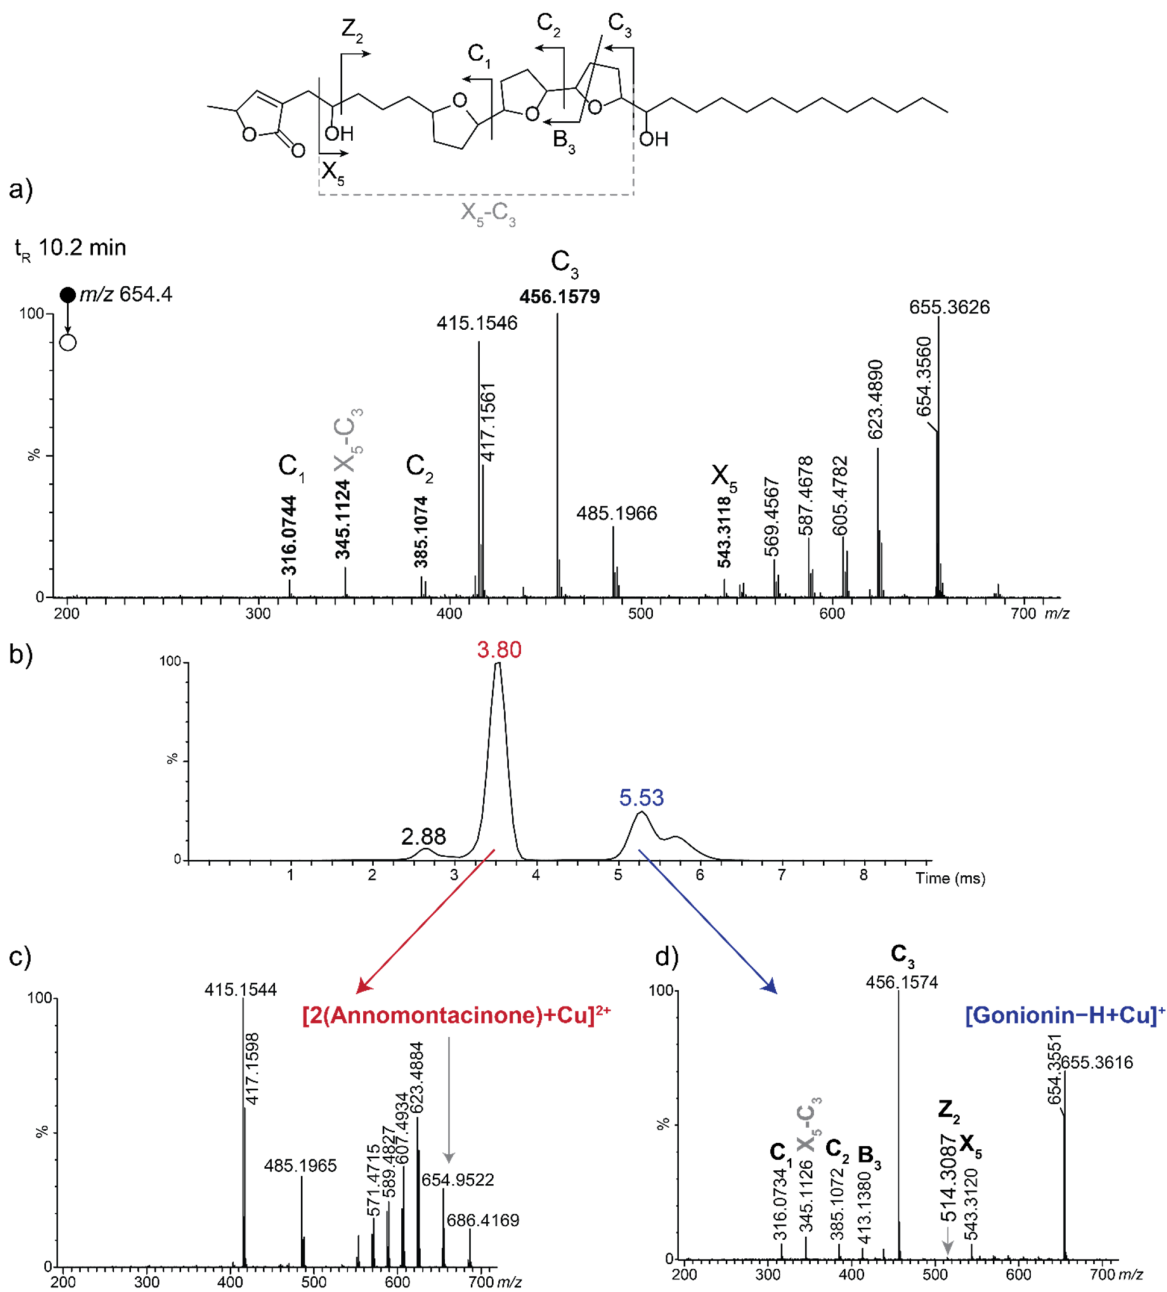 Z2
C1
C2
C3
O
OH
O
O
O
O
B3
OH
X5
X5-C3
a)
tR 10.2 min
m/z 654.4
C3
456.1579
415.1546
417.1561
655.3626
654.3560
623.4890
X5-C3
345.1124
C1
316.0744
C2
385.1074
485.1966
X5
543.3118
569.4567
587.4678
605.4782
100
%
0
200
300
400
500
600
700
m/z
b)
3.80
5.53
2.88
100
%
0
1
2
3
4
5
6
7
8
Time (ms)
c)
415.1544
417.1598
[2(Annomontacinone)+Cu]2+
485.1965
571.4715
589.4827
607.4934
623.4884
654.9522
686.4169
100
%
0
200
300
400
500
600
700
m/z
d)
C3
456.1574
[Gonionin−H+Cu]+
654.3551
655.3616
C1
316.0734
X5-C3
345.1126
C2
385.1072
B3
413.1380
Z2
514.3087
X5
543.3120
100
%
0
200
300
400
500
600
700
m/z